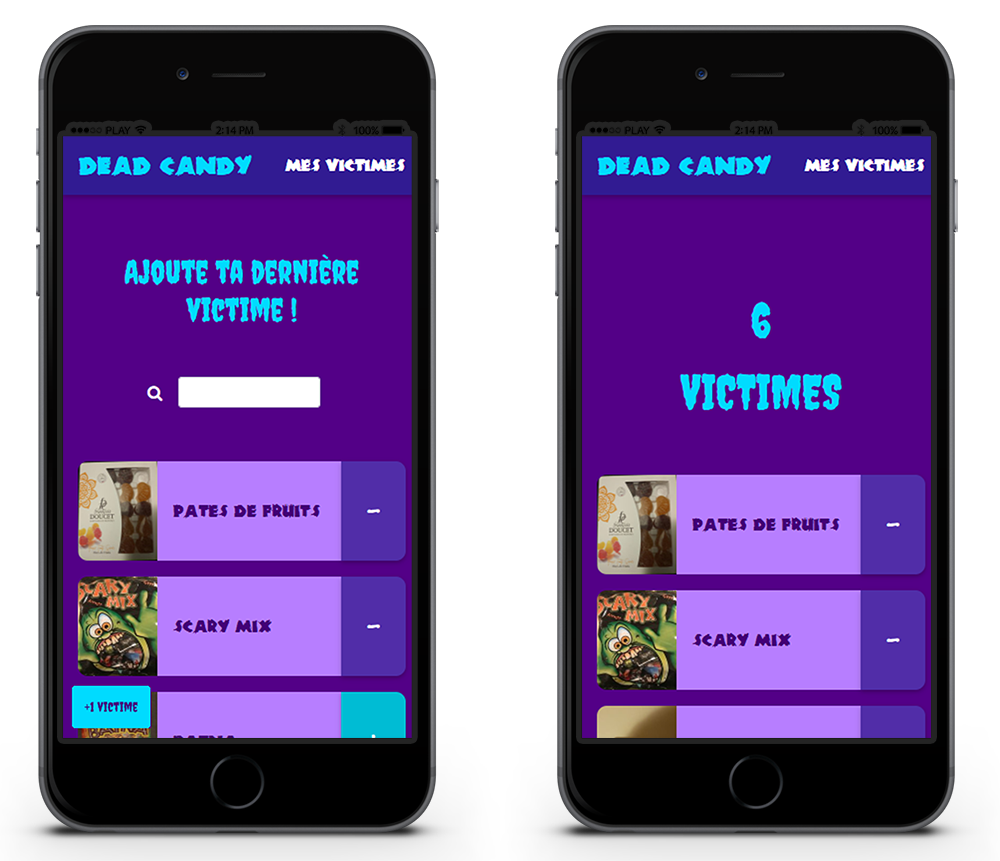 PLAY 2:14 PM 100%
DEAD CANDY MES VICTIMES
AJOUTE TA DERNIÈRE
VICTIME !
DOUCET
PATES DE FRUITS
SCARY
MIX
SCARY MIX
+1 VICTIME
PLAY 2:14 PM 100%
DEAD CANDY MES VICTIMES
6
VICTIMES
DOUCET
PATES DE FRUITS
SCARY
MIX
SCARY MIX